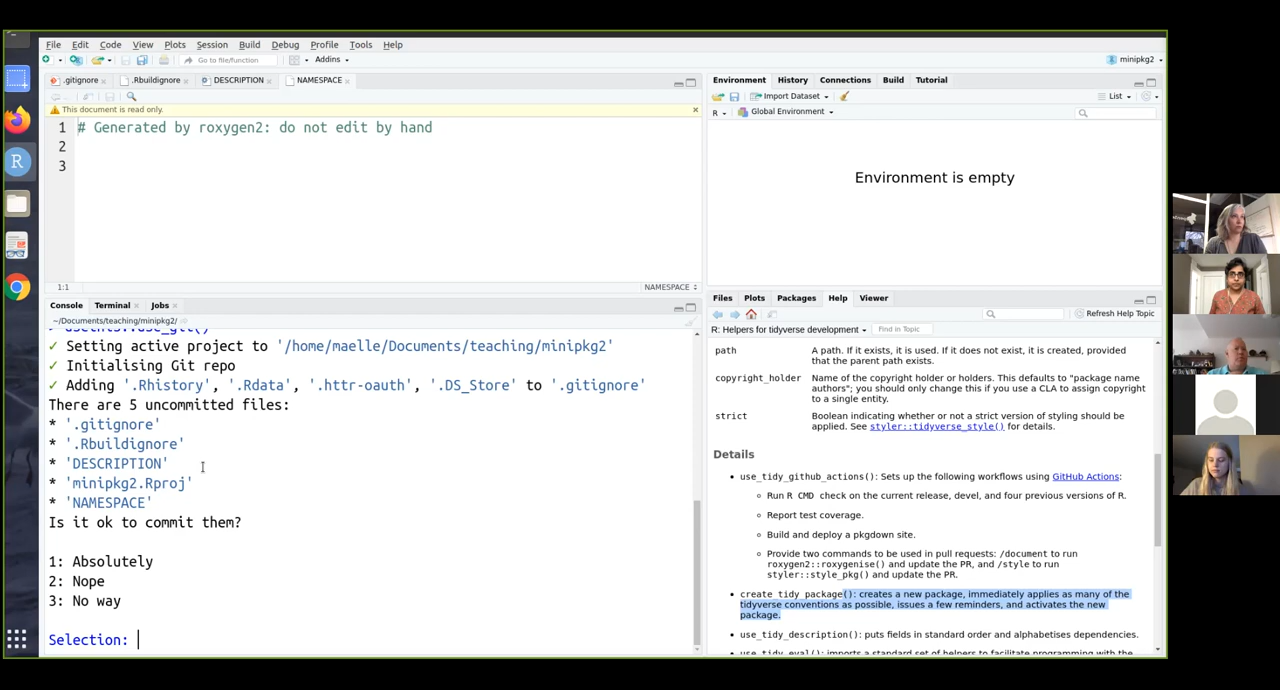 File Edit Code View Plots Session Build Debug Profile Tools Help
Go to file/function Addins minipkg2
.gitignore .Rbuildignore DESCRIPTION NAMESPACE
This document is read only.
1 # Generated by roxygen2: do not edit by hand
2
3
1:1 NAMESPACE
Environment History Connections Build Tutorial
Import Dataset List
R Global Environment
Environment is empty
Console Terminal Jobs
~/Documents/teaching/minipkg2/
✓ Setting active project to '/home/maelle/Documents/teaching/minipkg2'
✓ Initialising Git repo
✓ Adding '.Rhistory', '.Rdata', '.httr-oauth', '.DS_Store' to '.gitignore'
There are 5 uncommitted files:
* '.gitignore'
* '.Rbuildignore'
* 'DESCRIPTION'
* 'minipkg2.Rproj'
* 'NAMESPACE'
Is it ok to commit them?
1: Absolutely
2: Nope
3: No way
Selection:
Files Plots Packages Help Viewer
Refresh Help Topic
R: Helpers for tidyverse development Find in Topic
path A path. If it exists, it is used. If it does not exist, it is created, provided
that the parent path exists.
copyright_holder Name of the copyright holder or holders. This defaults to "package name
authors"; you should only change this if you use a CLA to assign copyright
to a single entity.
strict Boolean indicating whether or not a strict version of styling should be
applied. See styler::tidyverse_style() for details.
Details
• use_tidy_github_actions(): Sets up the following workflows using GitHub Actions:
Run R CMD check on the current release, devel, and four previous versions of R.
Report test coverage.
Build and deploy a pkgdown site.
Provide two commands to be used in pull requests: /document to run
roxygen2::roxygenise() and update the PR, and /style to run
styler::style_pkg() and update the PR.
• create_tidy_package(): creates a new package, immediately applies as many of the
tidyverse conventions as possible, issues a few reminders, and activates the new
package.
• use_tidy_description(): puts fields in standard order and alphabetises dependencies.
• use_tidy_eval(): imports a standard set of helpers to facilitate programming with the